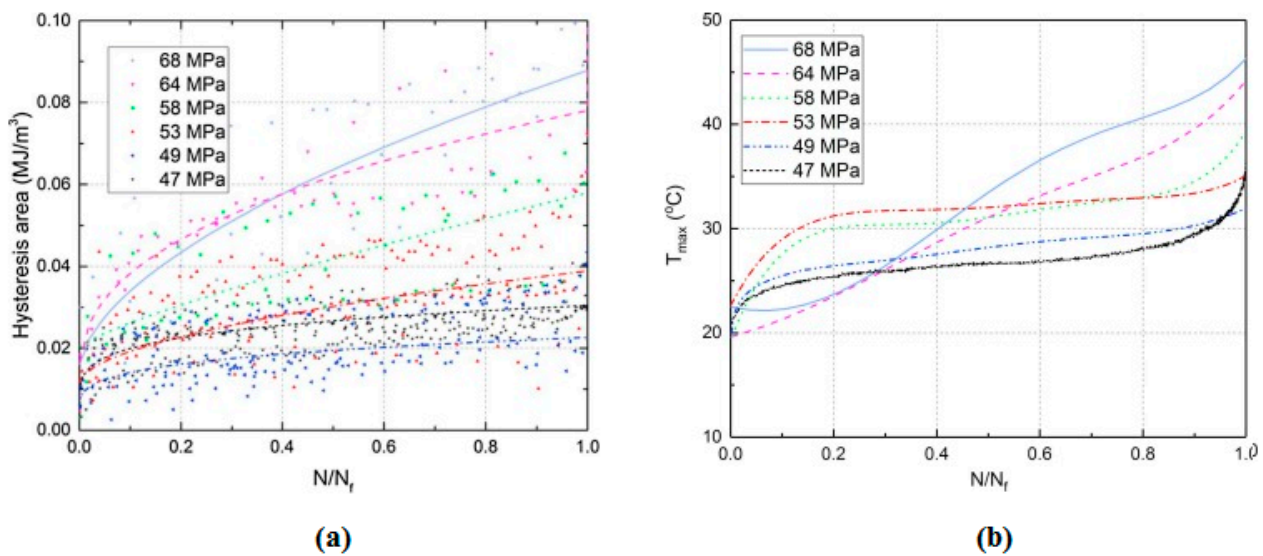 0.10
0.08
0.06
0.04
0.02
0.00
Hysteresis area (MJ/m³)
68 MPa
64 MPa
58 MPa
53 MPa
49 MPa
47 MPa
0.0 0.2 0.4 0.6 0.8 1.0
N/Nf
(a)
50
40
30
20
10
Tmax (°C)
68 MPa
64 MPa
58 MPa
53 MPa
49 MPa
47 MPa
0.0 0.2 0.4 0.6 0.8 1.0
N/Nf
(b)